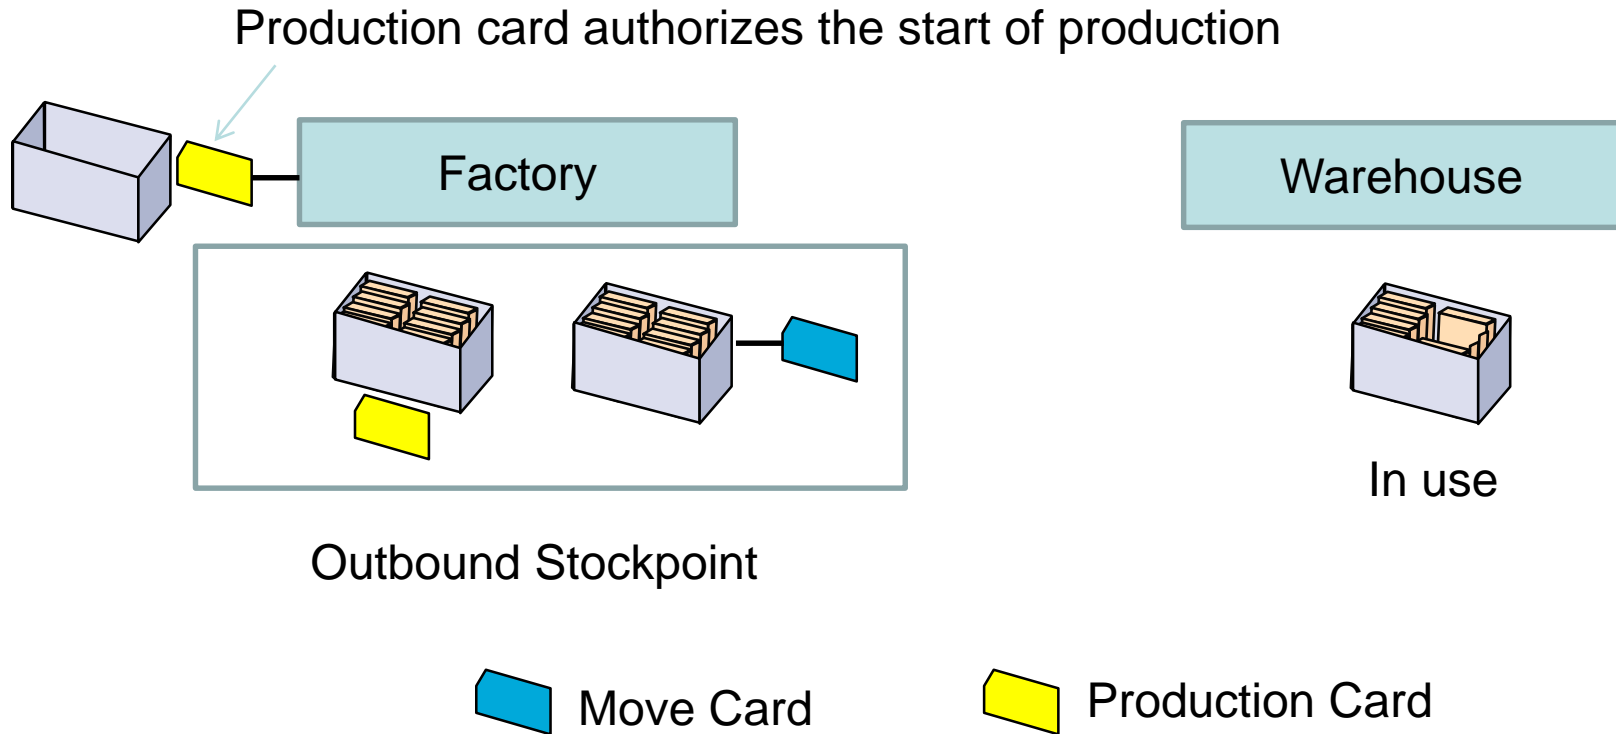 Production card authorizes the start of production
Factory
Warehouse
In use
Outbound Stockpoint
Move Card
Production Card